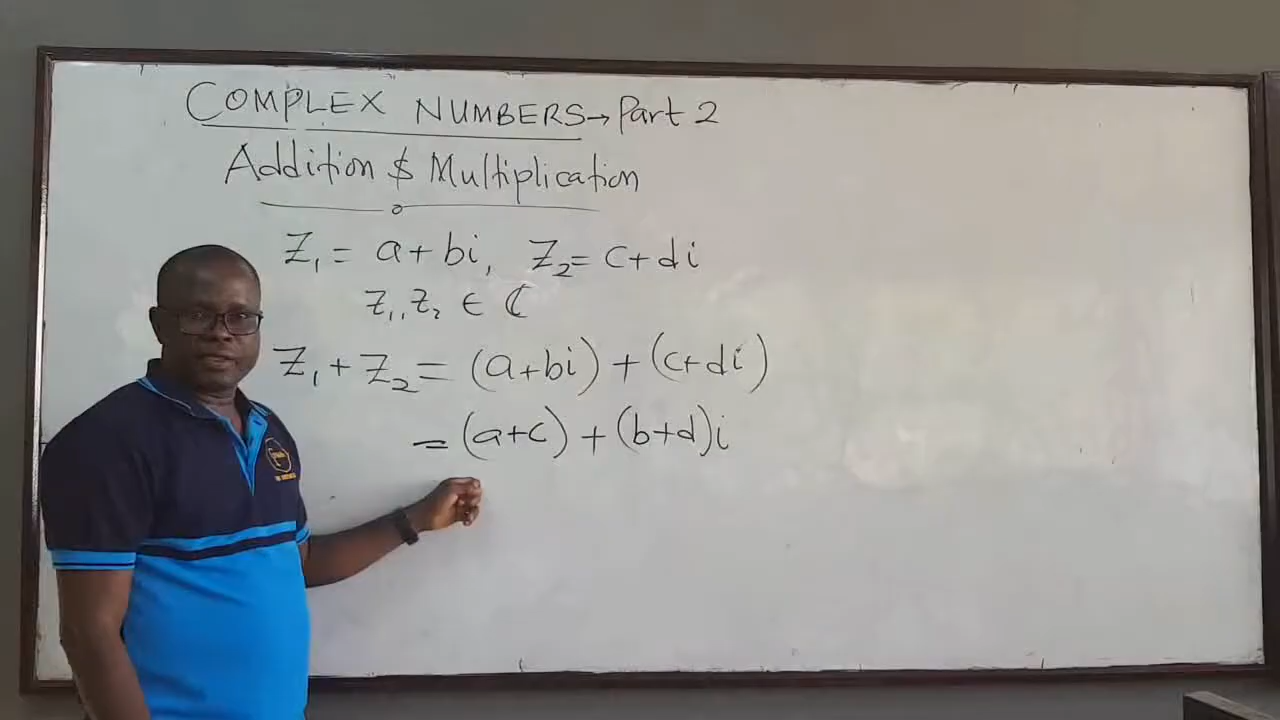 COMPLEX NUMBERS → Part 2
Addition & Multiplication
Z₁ = a + bi, Z₂ = c + di
Z₁, Z₂ ∈ ℂ
Z₁ + Z₂ = (a+bi) + (c+di)
= (a+c) + (b+d)i